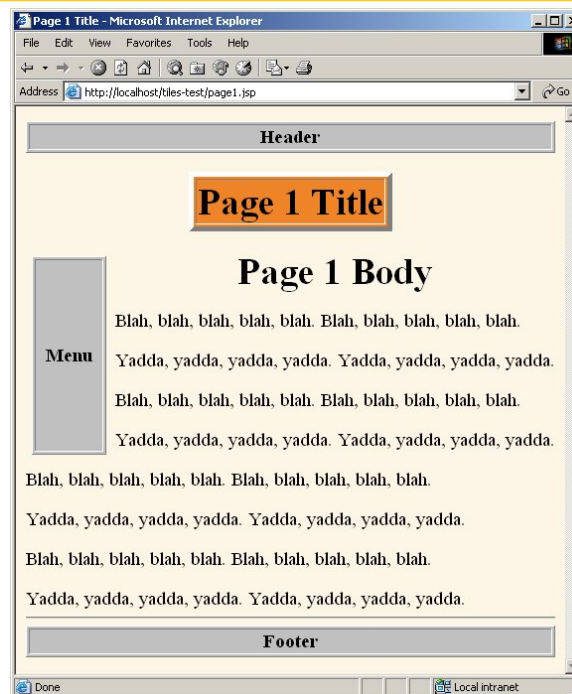 Page 1 Title - Microsoft Internet Explorer
File Edit View Favorites Tools Help
Address http://localhost/tiles-test/page1.jsp Go
Header
Page 1 Title
Page 1 Body
Blah, blah, blah, blah, blah. Blah, blah, blah, blah, blah.
Yadda, yadda, yadda, yadda. Yadda, yadda, yadda, yadda.
Menu
Blah, blah, blah, blah, blah. Blah, blah, blah, blah, blah.
Yadda, yadda, yadda, yadda. Yadda, yadda, yadda, yadda.
Blah, blah, blah, blah, blah. Blah, blah, blah, blah, blah.
Yadda, yadda, yadda, yadda. Yadda, yadda, yadda, yadda.
Blah, blah, blah, blah, blah. Blah, blah, blah, blah, blah.
Yadda, yadda, yadda, yadda. Yadda, yadda, yadda, yadda.
Footer
Done Local intranet